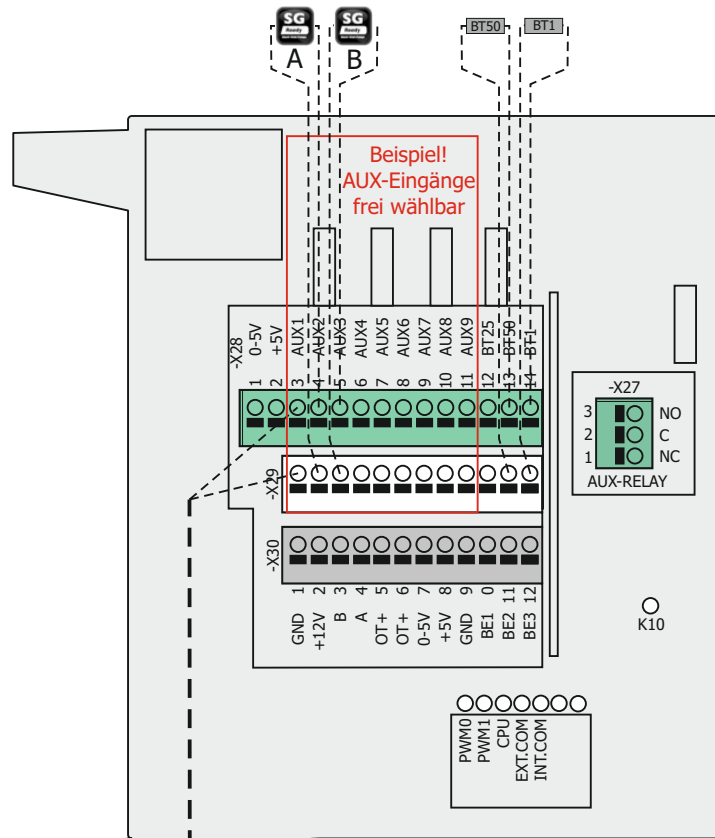 SG
Ready
SG
Ready
A
B
BT50
BT1
Beispiel!
AUX-Eingänge
frei wählbar
-X28
0-5V
+5V
AUX1
AUX2
AUX3
AUX4
AUX5
AUX6
AUX7
AUX8
AUX9
BT25
BT50
BT1
1
2
3
4
5
6
7
8
9
10
11
12
13
14
-X29
-X30
1
2
3
4
5
6
7
8
9
0
11
12
GND
+12V
B
A
OT+
OT+
0-5V
+5V
GND
BE1
BE2
BE3
-X27
3
NO
2
C
1
NC
AUX-RELAY
K10
PWM0
PWM1
CPU
EXT.COM
INT.COM